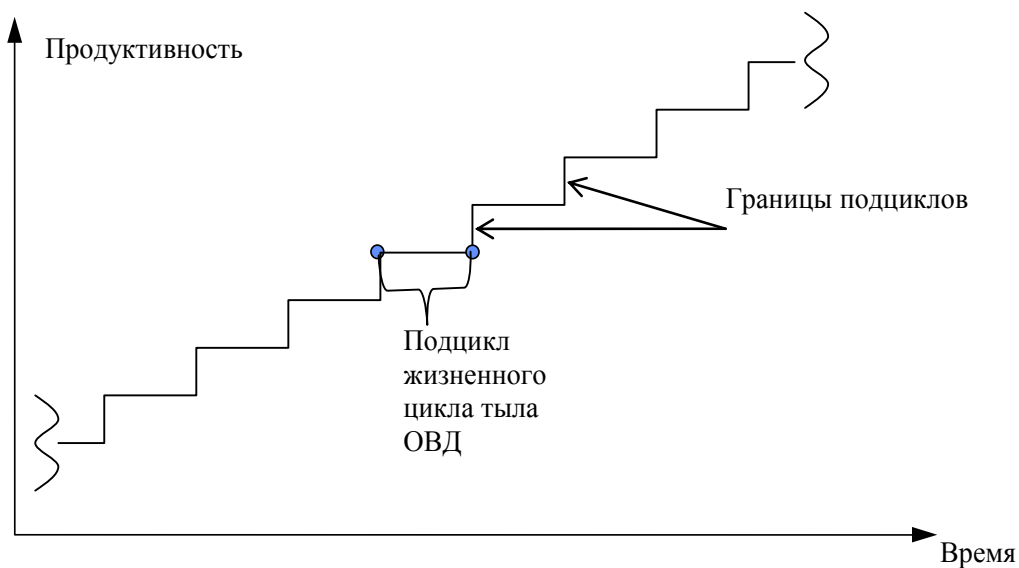 Продуктивность
Границы подциклов
Подцикл
жизненного
цикла тыла
ОВД
Время